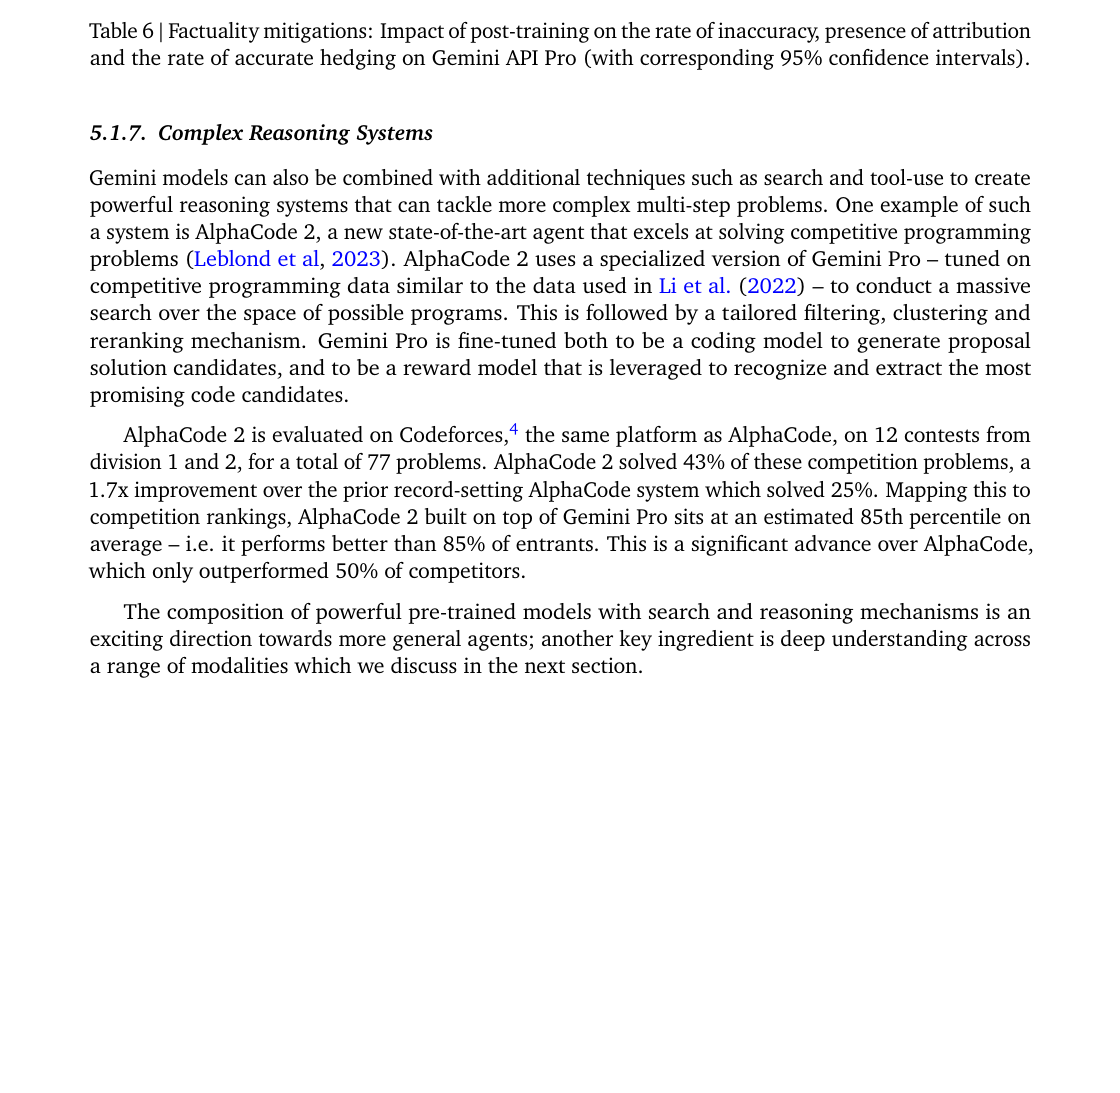 Table 6 | Factuality mitigations: Impact of post-training on the rate of inaccuracy, presence of attribution
and the rate of accurate hedging on Gemini API Pro (with corresponding 95% confidence intervals).
5.1.7. Complex Reasoning Systems
Gemini models can also be combined with additional techniques such as search and tool-use to create
powerful reasoning systems that can tackle more complex multi-step problems. One example of such
a system is AlphaCode 2, a new state-of-the-art agent that excels at solving competitive programming
problems (Leblond et al, 2023). AlphaCode 2 uses a specialized version of Gemini Pro – tuned on
competitive programming data similar to the data used in Li et al. (2022) – to conduct a massive
search over the space of possible programs. This is followed by a tailored filtering, clustering and
reranking mechanism. Gemini Pro is fine-tuned both to be a coding model to generate proposal
solution candidates, and to be a reward model that is leveraged to recognize and extract the most
promising code candidates.
AlphaCode 2 is evaluated on Codeforces,4 the same platform as AlphaCode, on 12 contests from
division 1 and 2, for a total of 77 problems. AlphaCode 2 solved 43% of these competition problems, a
1.7x improvement over the prior record-setting AlphaCode system which solved 25%. Mapping this to
competition rankings, AlphaCode 2 built on top of Gemini Pro sits at an estimated 85th percentile on
average – i.e. it performs better than 85% of entrants. This is a significant advance over AlphaCode,
which only outperformed 50% of competitors.
The composition of powerful pre-trained models with search and reasoning mechanisms is an
exciting direction towards more general agents; another key ingredient is deep understanding across
a range of modalities which we discuss in the next section.